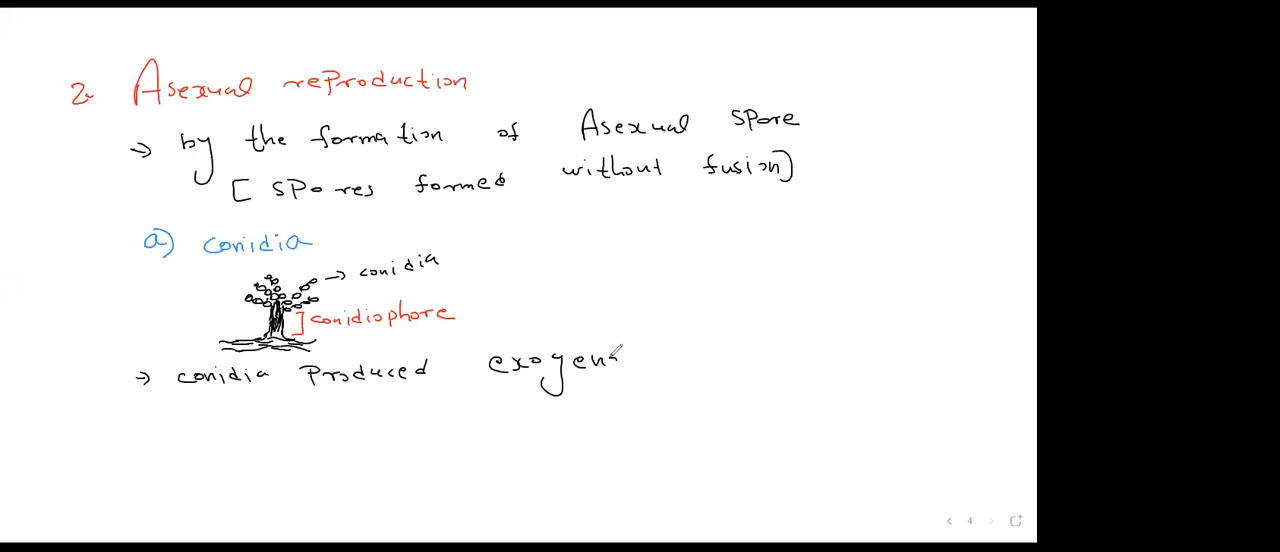 2. Asexual reproduction
→ by the formation of Asexual spore
[ spores formed without fusion]
a) conidia
→ conidia
] conidiophore
→ conidia Produced exogen
4